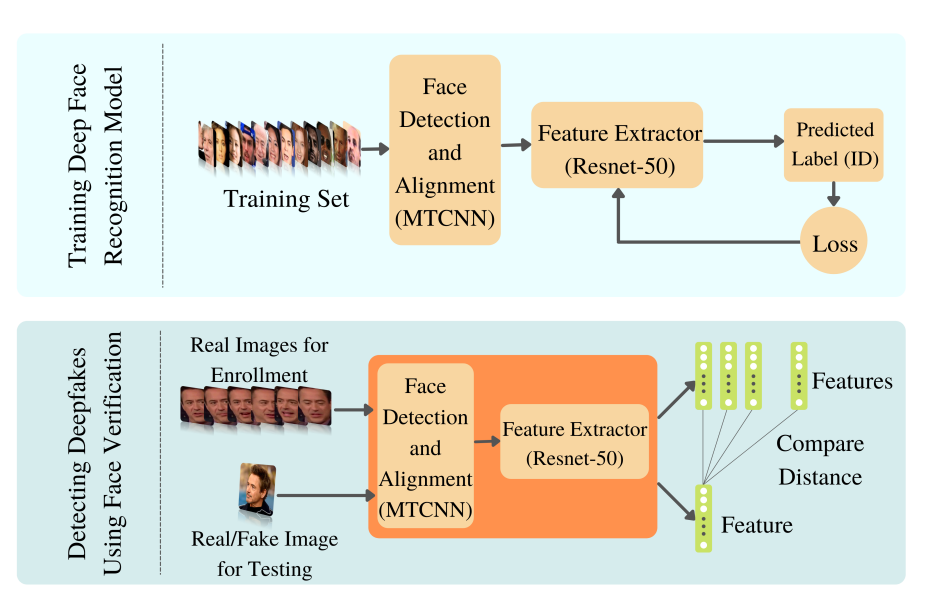 Training Deep Face
Recognition Model
Training Set
Face
Detection
and
Alignment
(MTCNN)
Feature Extractor
(Resnet-50)
Predicted
Label (ID)
Loss
Detecting Deepfakes
Using Face Verification
Real Images for
Enrollment
Real/Fake Image
for Testing
Face
Detection
and
Alignment
(MTCNN)
Feature Extractor
(Resnet-50)
Features
Compare
Distance
Feature